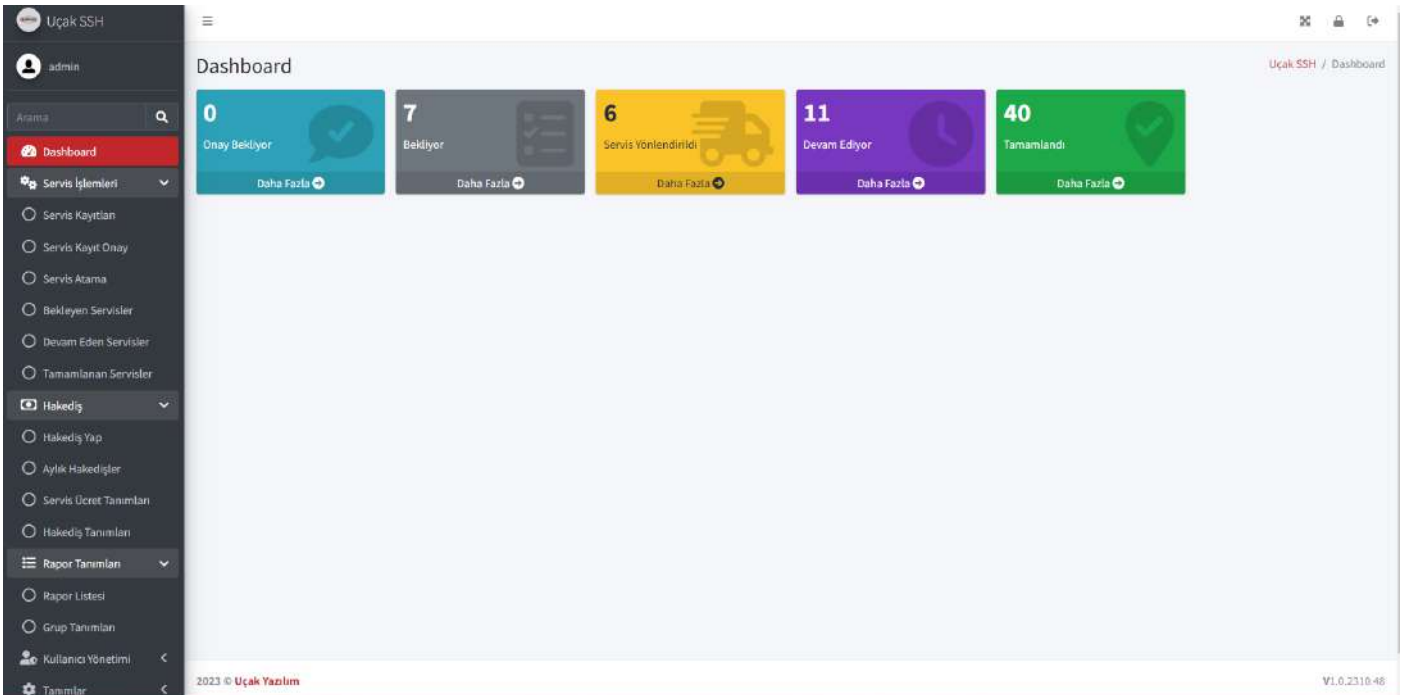 Uçak SSH
admin
Arama
Dashboard
Servis İşlemleri
Servis Kayıtları
Servis Kayıt Onay
Servis Atama
Bekleyen Servisler
Devam Eden Servisler
Tamamlanan Servisler
Hakediş
Hakediş Yap
Aylık Hakedişler
Servis Ücret Tanımları
Hakediş Tanımları
Rapor Tanımları
Rapor Listesi
Grup Tanımları
Kullanıcı Yönetimi
Tanımlar
Dashboard
Uçak SSH / Dashboard
0
Onay Bekliyor
Daha Fazla
7
Bekliyor
Daha Fazla
6
Servis Yönlendirildi
Daha Fazla
11
Devam Ediyor
Daha Fazla
40
Tamamlandı
Daha Fazla
2023 © Uçak Yazılım
V1.0.2310.48